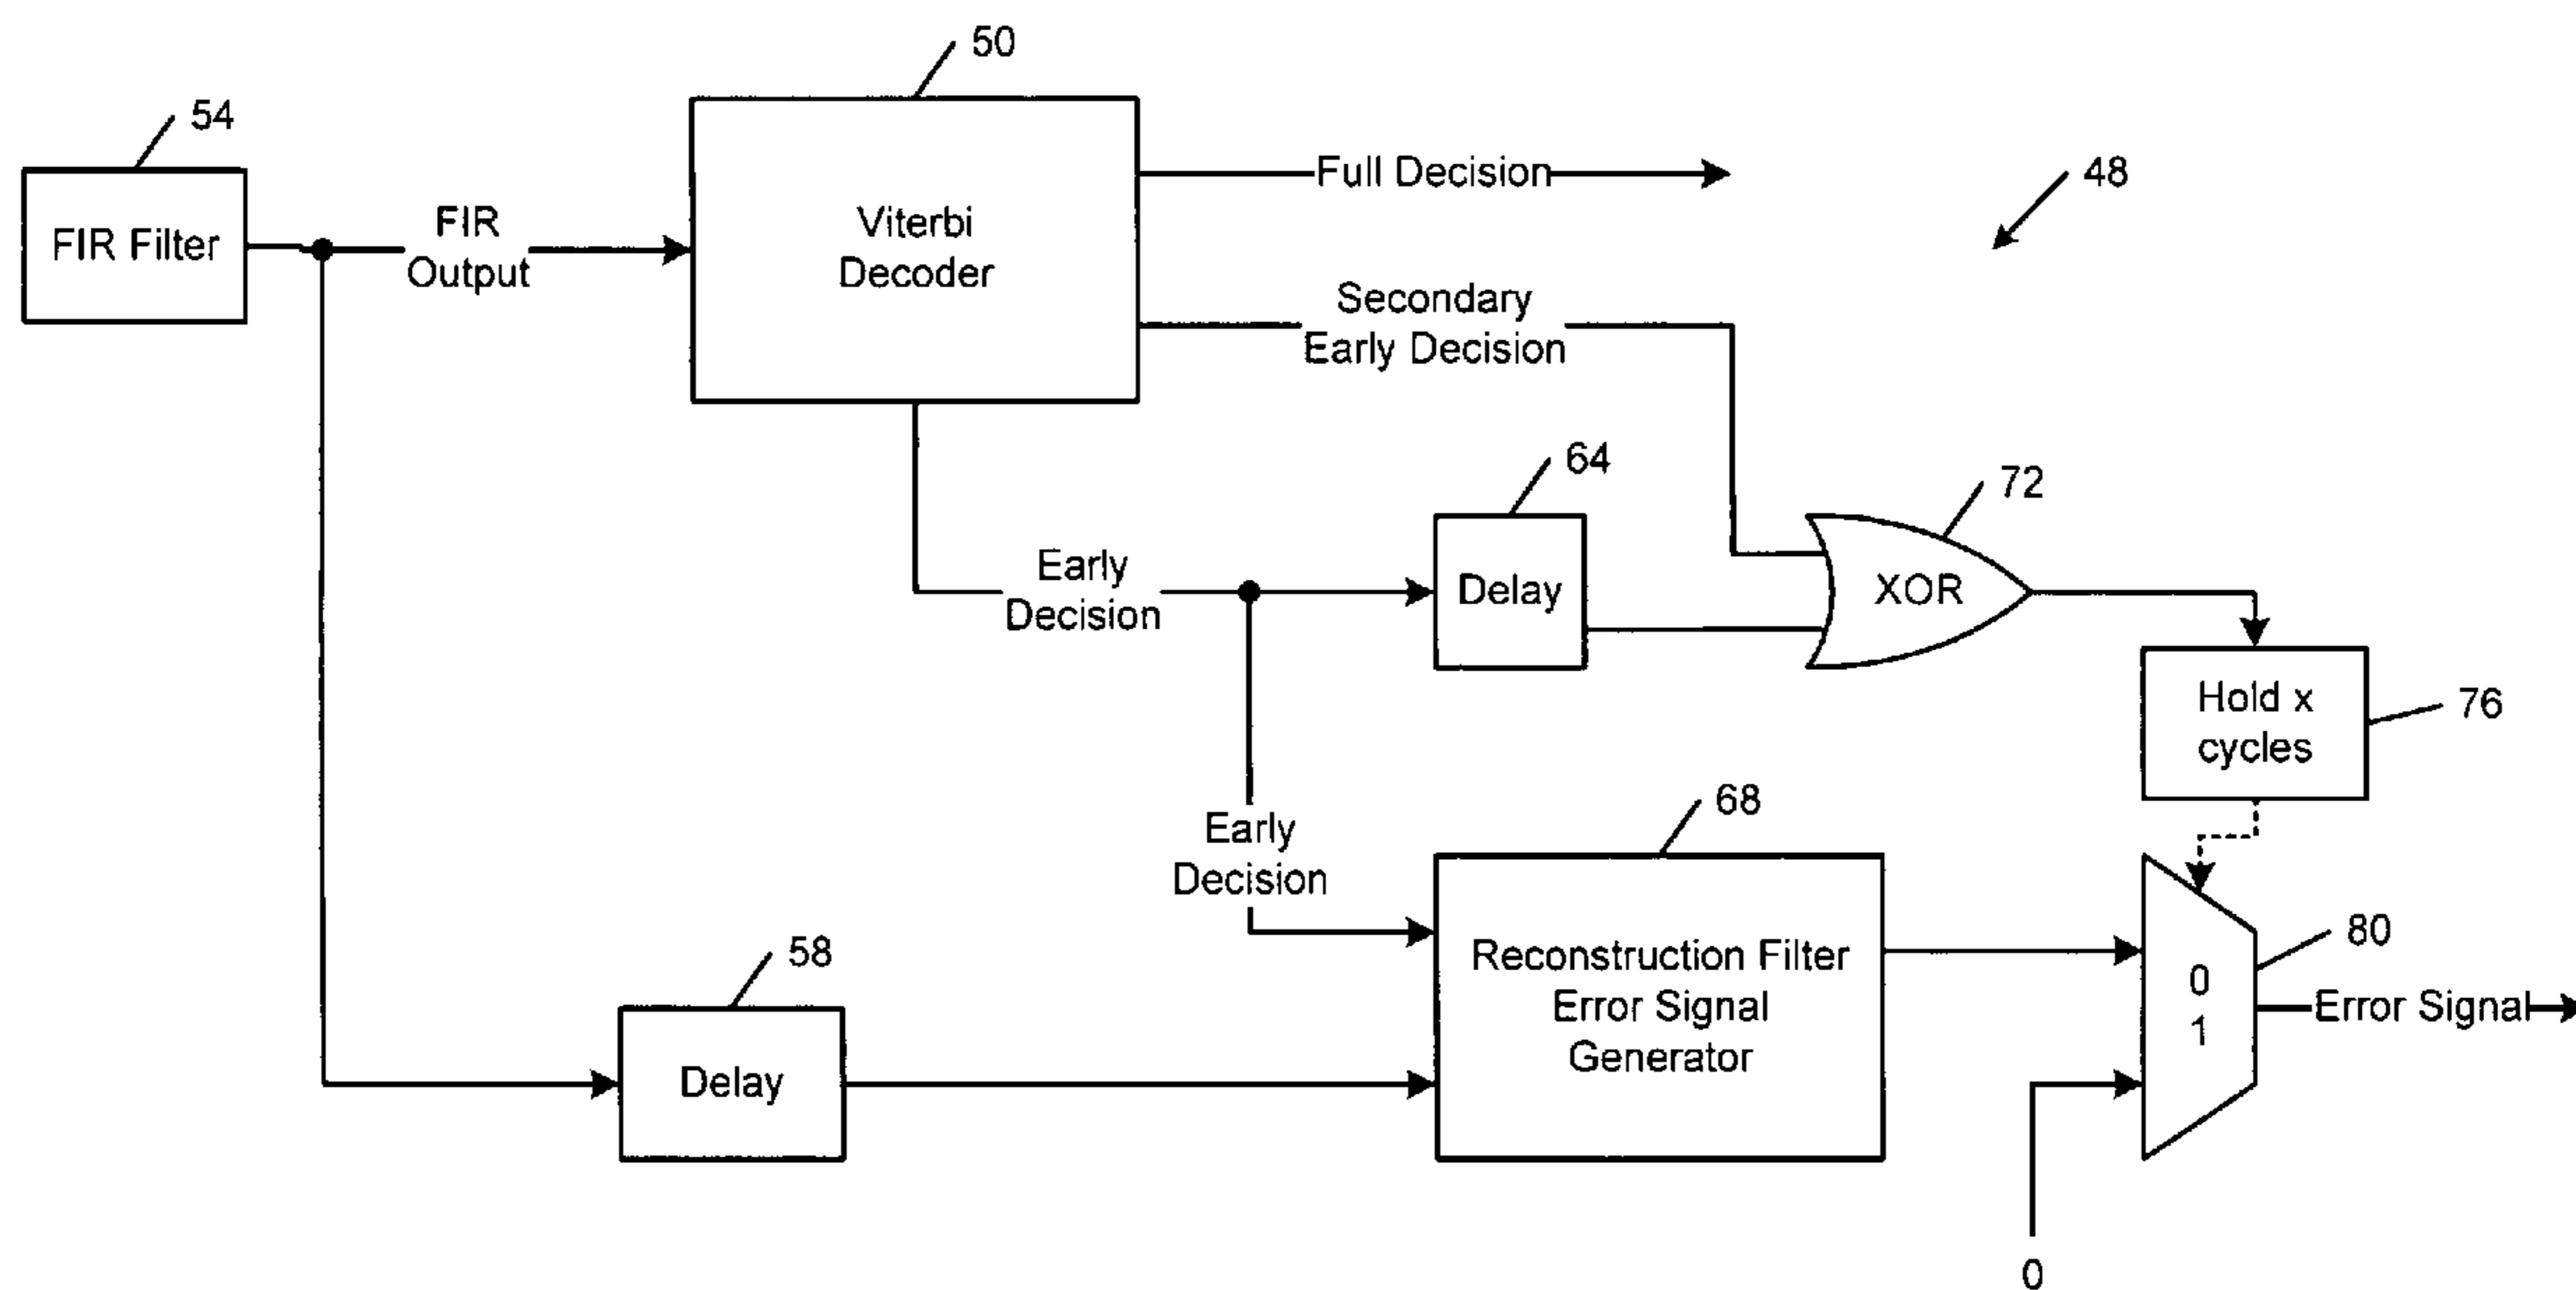 50
54
FIR Filter
FIR
Output
Viterbi
Decoder
Full Decision
48
Secondary
Early Decision
64
72
Early
Decision
Delay
XOR
Hold x
cycles
76
68
Early
Decision
58
Reconstruction Filter
Error Signal
Generator
80
0
1
Error Signal
Delay
0